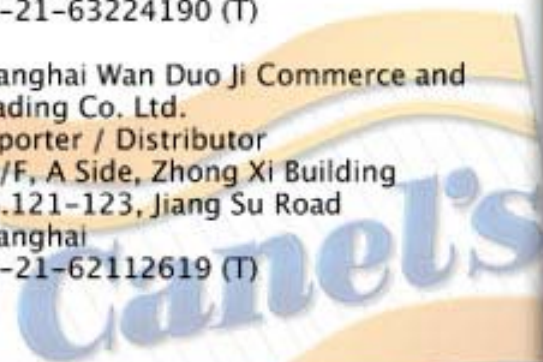 -21-63224190 (T)
anghai Wan Duo Ji Commerce and
ading Co. Ltd.
porter / Distributor
/F, A Side, Zhong Xi Building
.121-123, Jiang Su Road
anghai
-21-62112619 (T)
Canel's